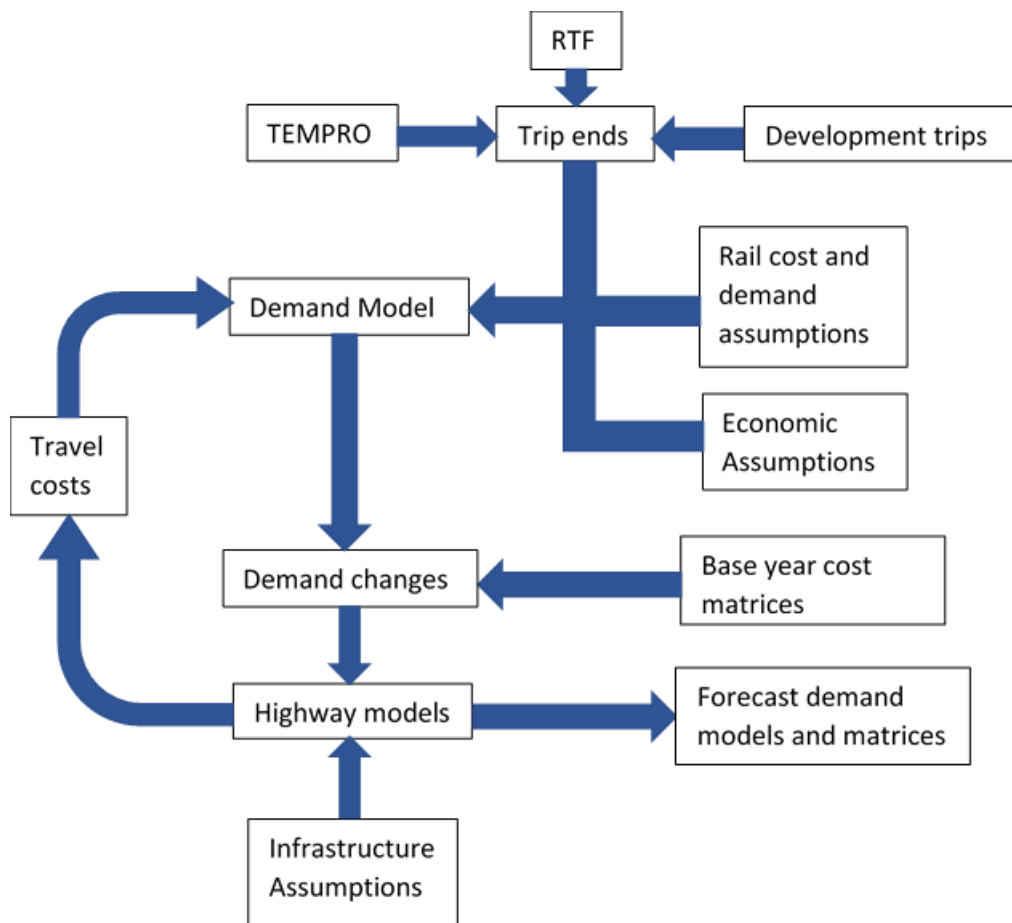 RTF
TEMPRO
Trip ends
Development trips
Rail cost and
demand
assumptions
Demand Model
Economic
Assumptions
Travel
costs
Demand changes
Base year cost
matrices
Highway models
Forecast demand
models and matrices
Infrastructure
Assumptions